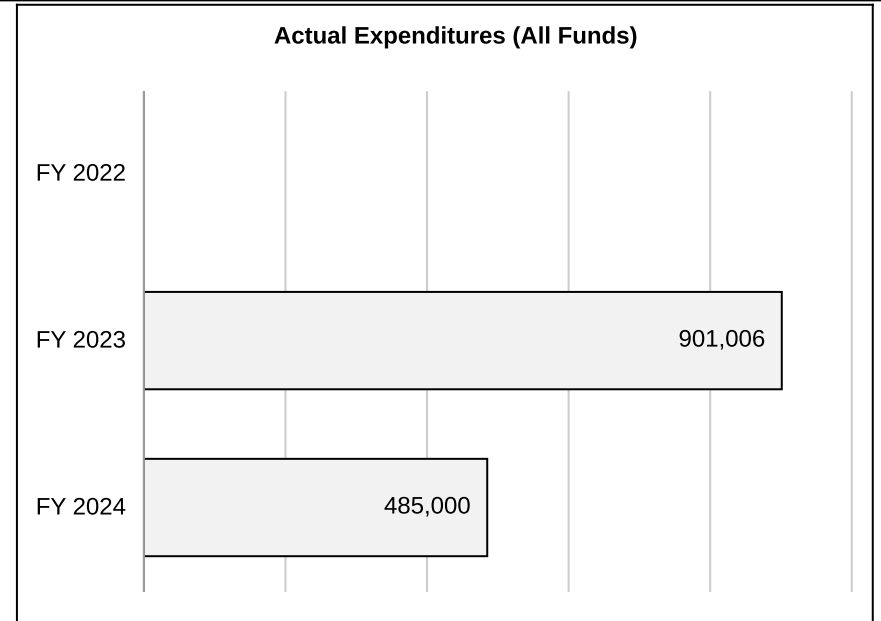 Actual Expenditures (All Funds)
FY 2022
FY 2023
901,006
FY 2024
485,000